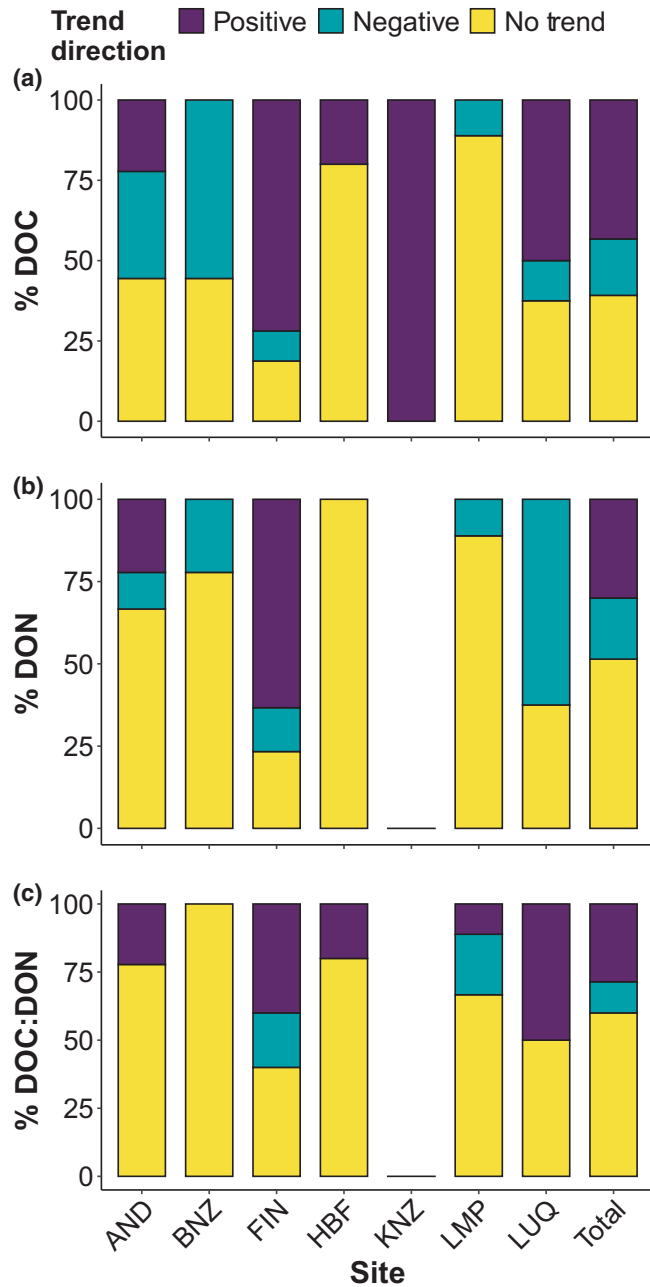 Trend direction Positive Negative No trend
(a)
100
75
50
25
0
% DOC
(b)
100
75
50
25
0
% DON
(c)
100
75
50
25
0
% DOC:DON
AND BNZ FIN HBF KNZ LMP LUQ Total
Site